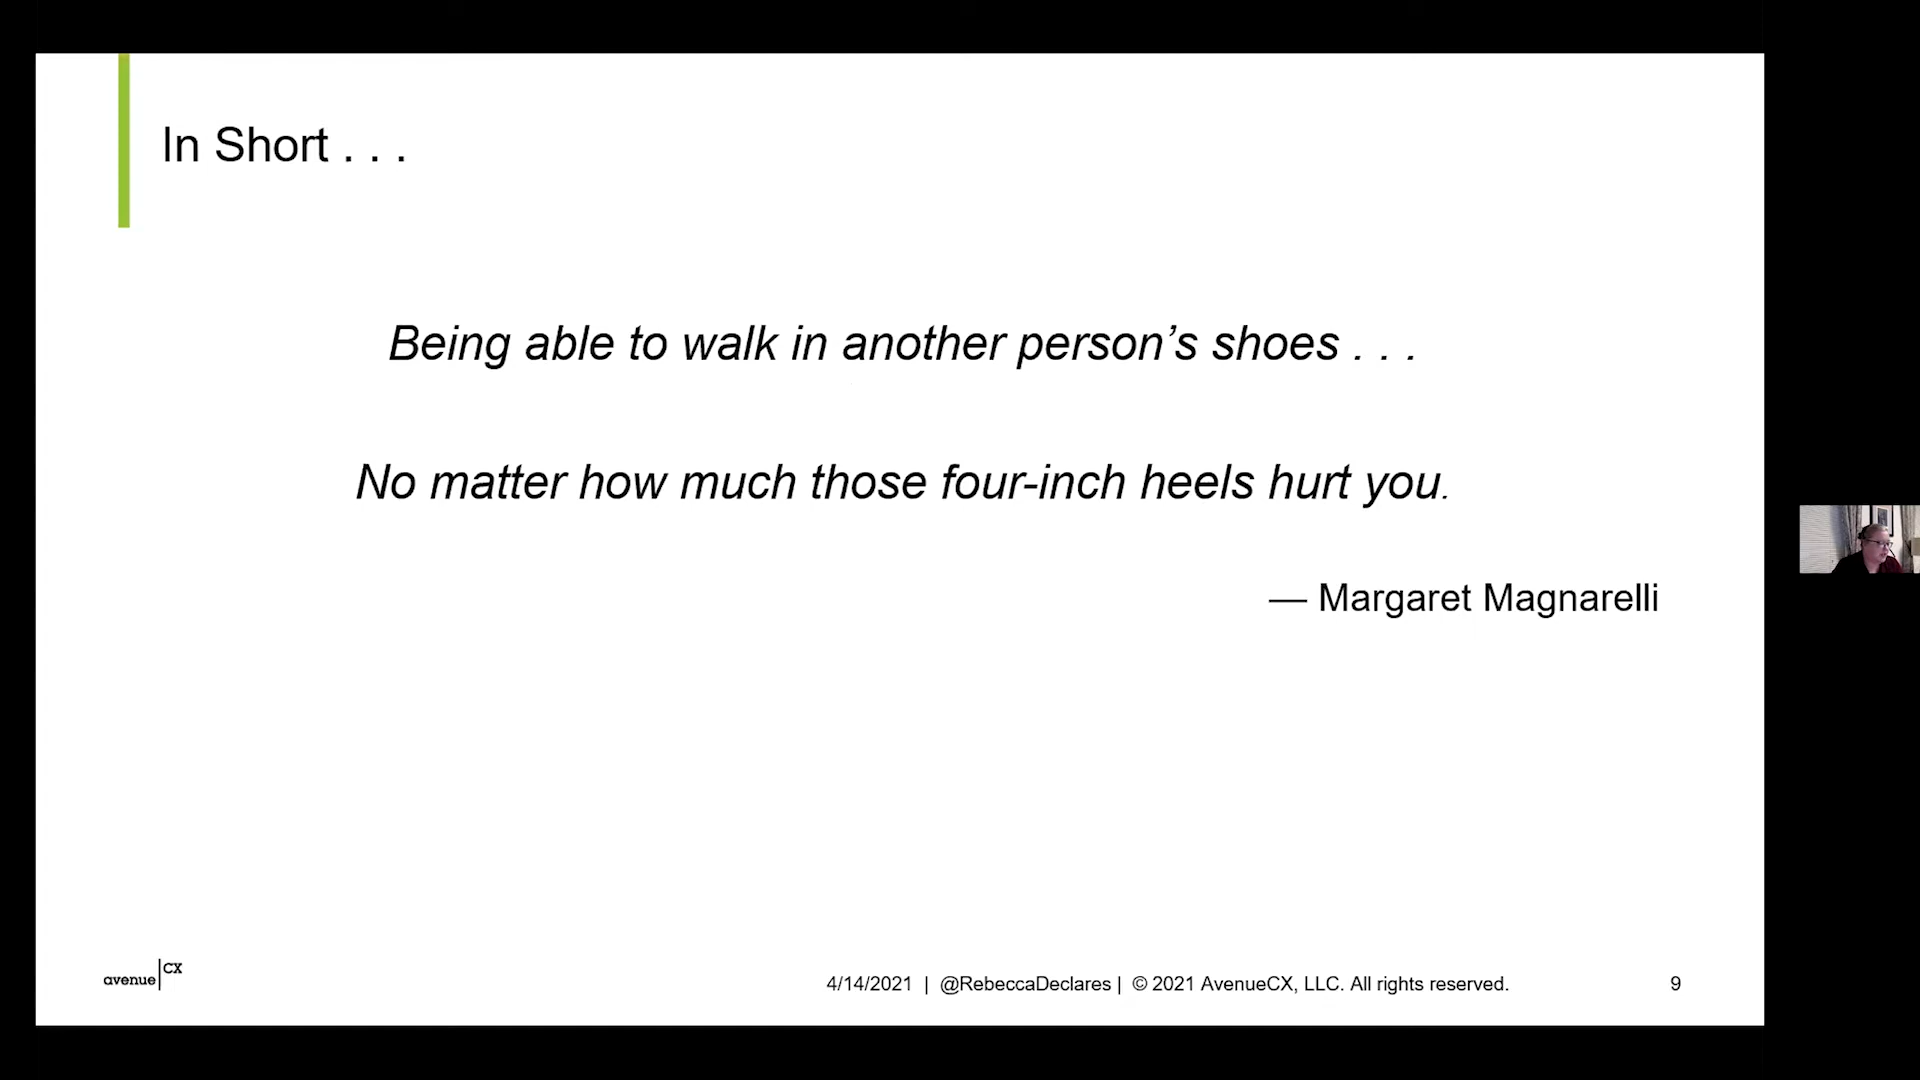 In Short . . .
Being able to walk in another person’s shoes . . .
No matter how much those four-inch heels hurt you.
— Margaret Magnarelli
avenue|CX
4/14/2021 | @RebeccaDeclares | © 2021 AvenueCX, LLC. All rights reserved.
9